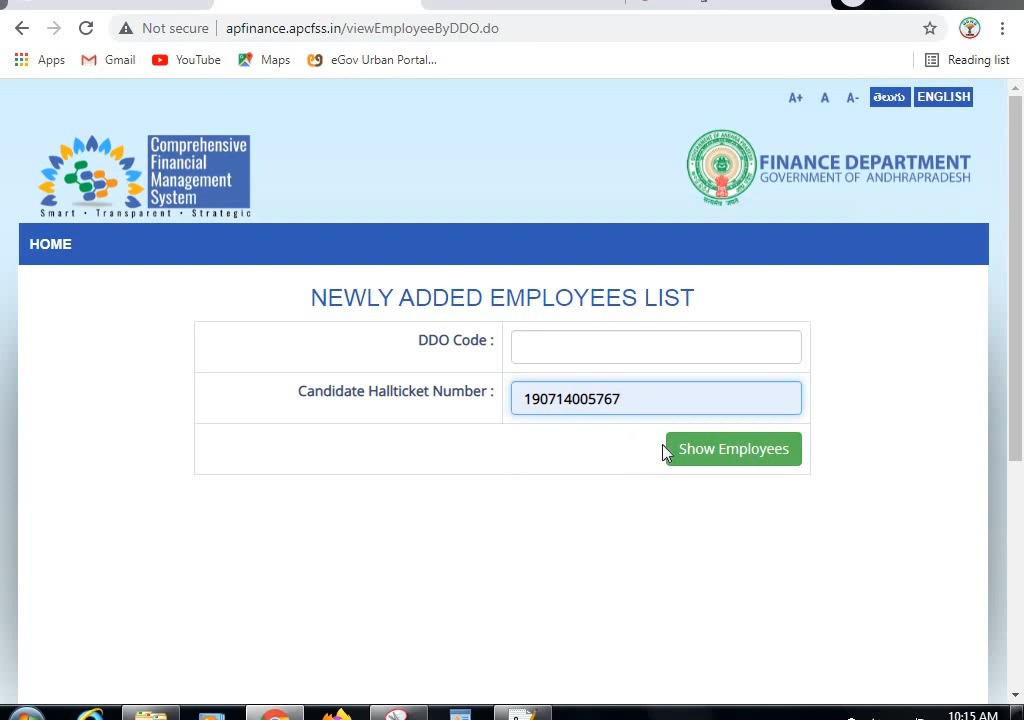 Not secure | apfinance.apcfss.in/viewEmployeeByDDO.do
Apps Gmail YouTube Maps eGov Urban Portal... Reading list
A+ A A- తెలుగు ENGLISH
Comprehensive
Financial
Management
System
Smart • Transparent • Strategic
FINANCE DEPARTMENT
GOVERNMENT OF ANDHRAPRADESH
HOME
NEWLY ADDED EMPLOYEES LIST
DDO Code :
Candidate Hallticket Number :
190714005767
Show Employees
10:15 AM